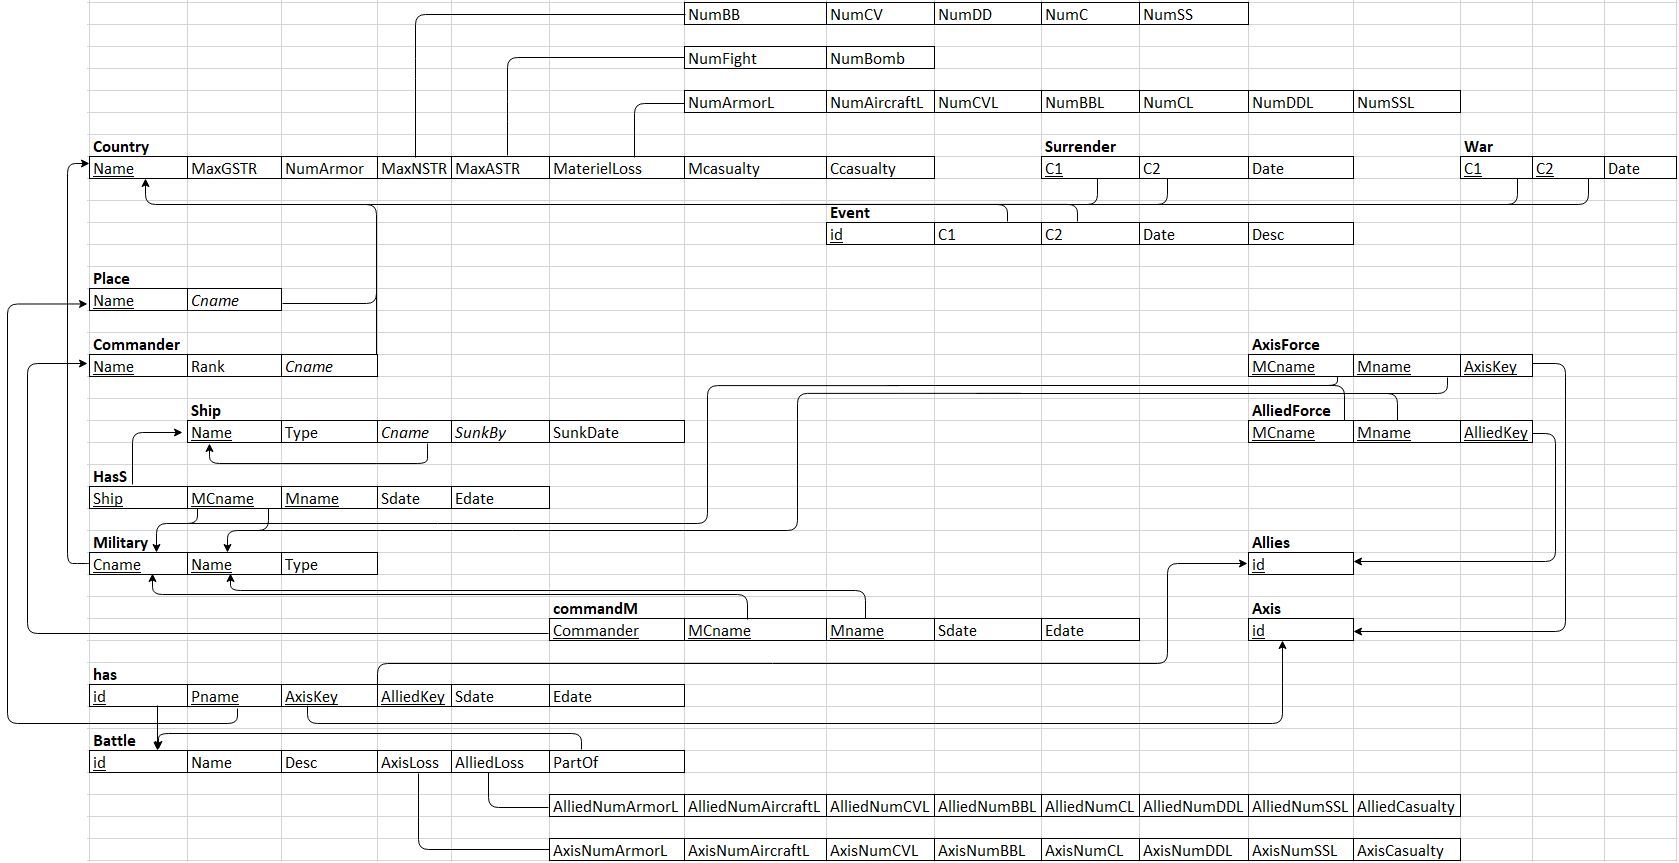 NumBB NumCV NumDD NumC NumSS
NumFight NumBomb
NumArmorL NumAircraftL NumCVL NumBBL NumCL NumDDL NumSSL
Country Surrender War
Name MaxGSTR NumArmor MaxNSTR MaxASTR MaterielLoss Mcasualty Ccasualty C1 C2 Date C1 C2 Date
Event
id C1 C2 Date Desc
Place
Name Cname
Commander AxisForce
Name Rank Cname MCname Mname AxisKey
Ship AlliedForce
Name Type Cname SunkBy SunkDate MCname Mname AlliedKey
HasS
Ship MCname Mname Sdate Edate
Military Allies
Cname Name Type id
commandM Axis
Commander MCname Mname Sdate Edate id
has
id Pname AxisKey AlliedKey Sdate Edate
Battle
id Name Desc AxisLoss AlliedLoss PartOf
AlliedNumArmorL AlliedNumAircraftL AlliedNumCVL AlliedNumBBL AlliedNumCL AlliedNumDDL AlliedNumSSL AlliedCasualty
AxisNumArmorL AxisNumAircraftL AxisNumCVL AxisNumBBL AxisNumCL AxisNumDDL AxisNumSSL AxisCasualty